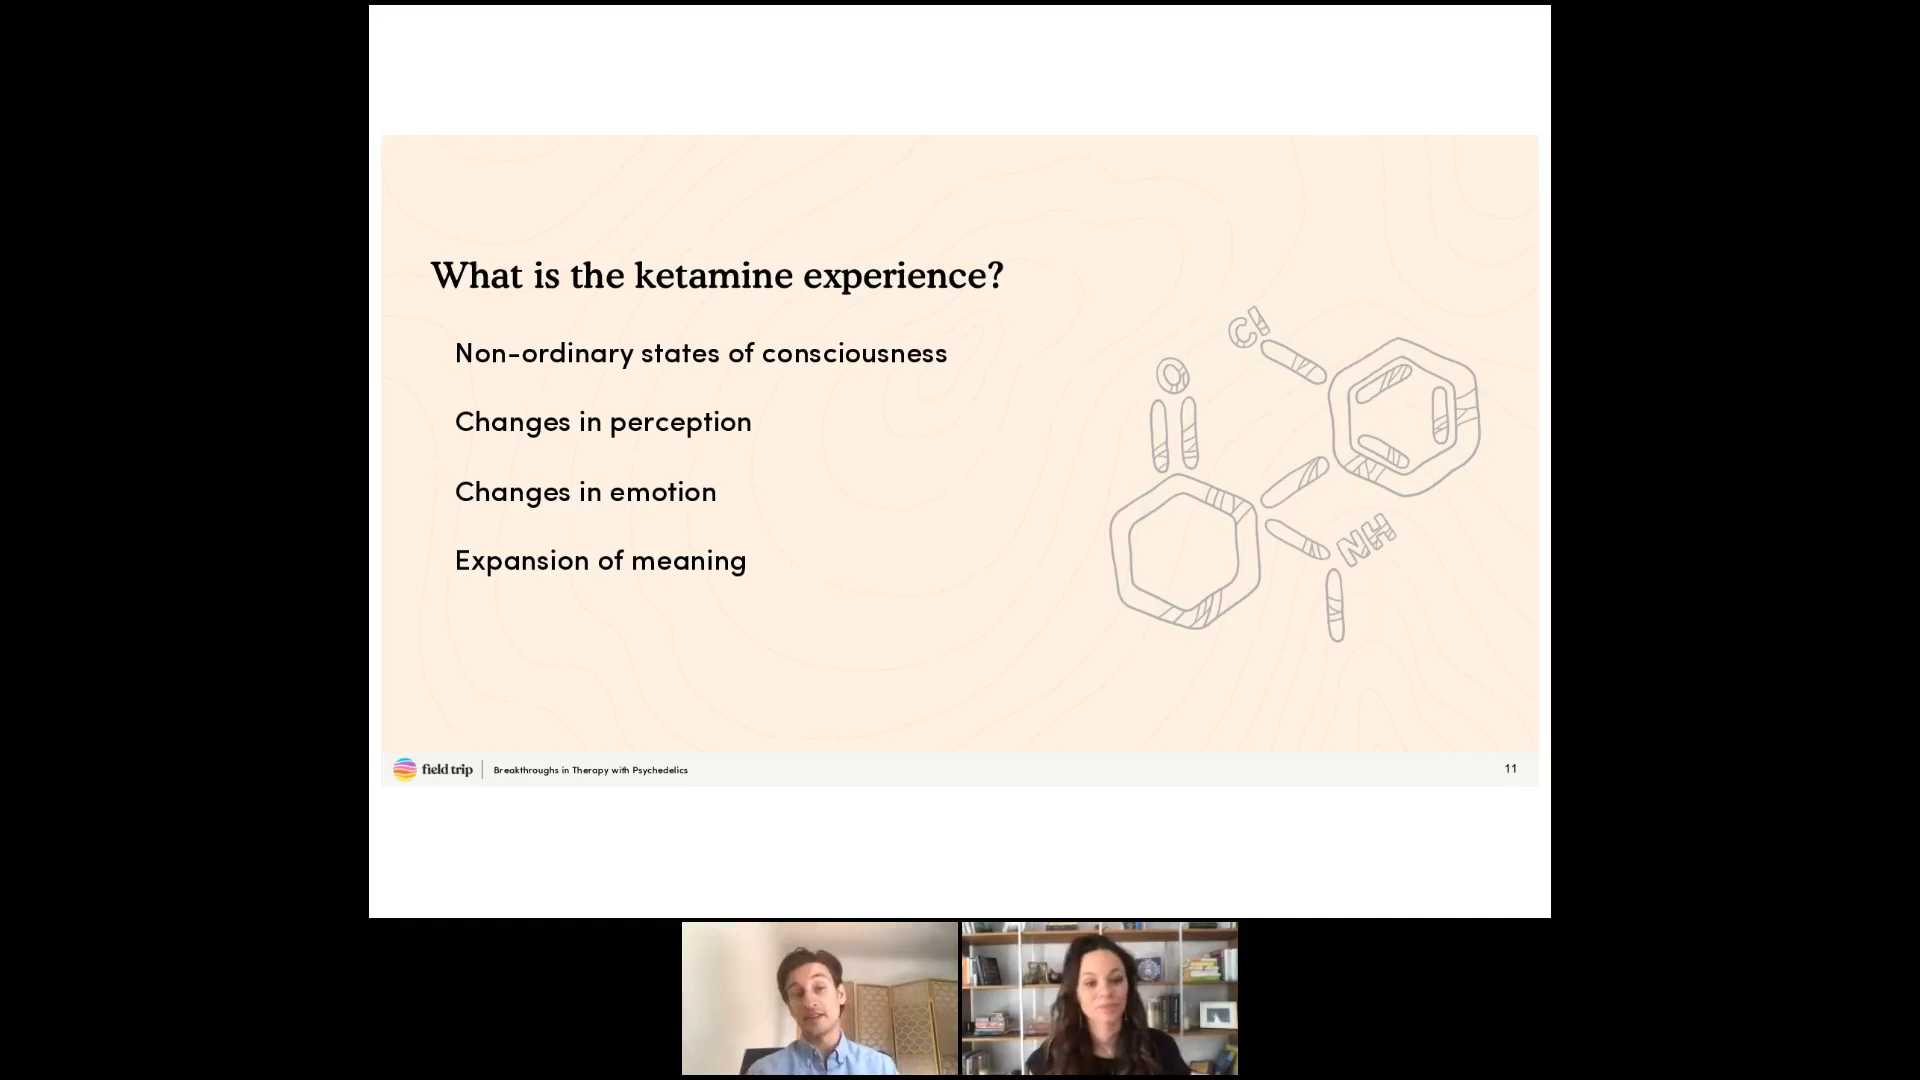 What is the ketamine experience?
Non-ordinary states of consciousness
Changes in perception
Changes in emotion
Expansion of meaning
Cl
O
NH
field trip
Breakthroughs in Therapy with Psychedelics
11